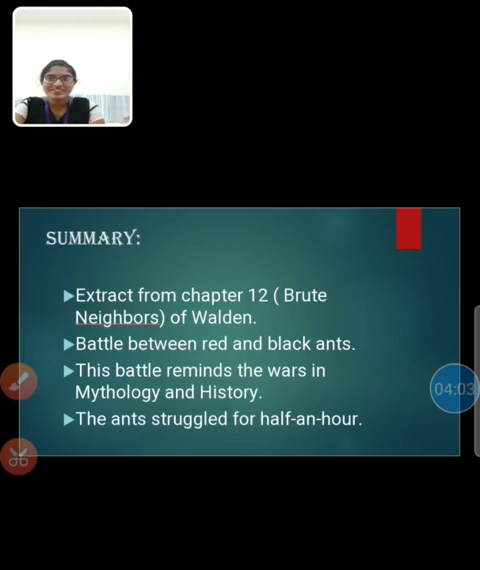 SUMMARY:
▶Extract from chapter 12 ( Brute
Neighbors) of Walden.
▶Battle between red and black ants.
▶This battle reminds the wars in
Mythology and History.
▶The ants struggled for half-an-hour.
04:03